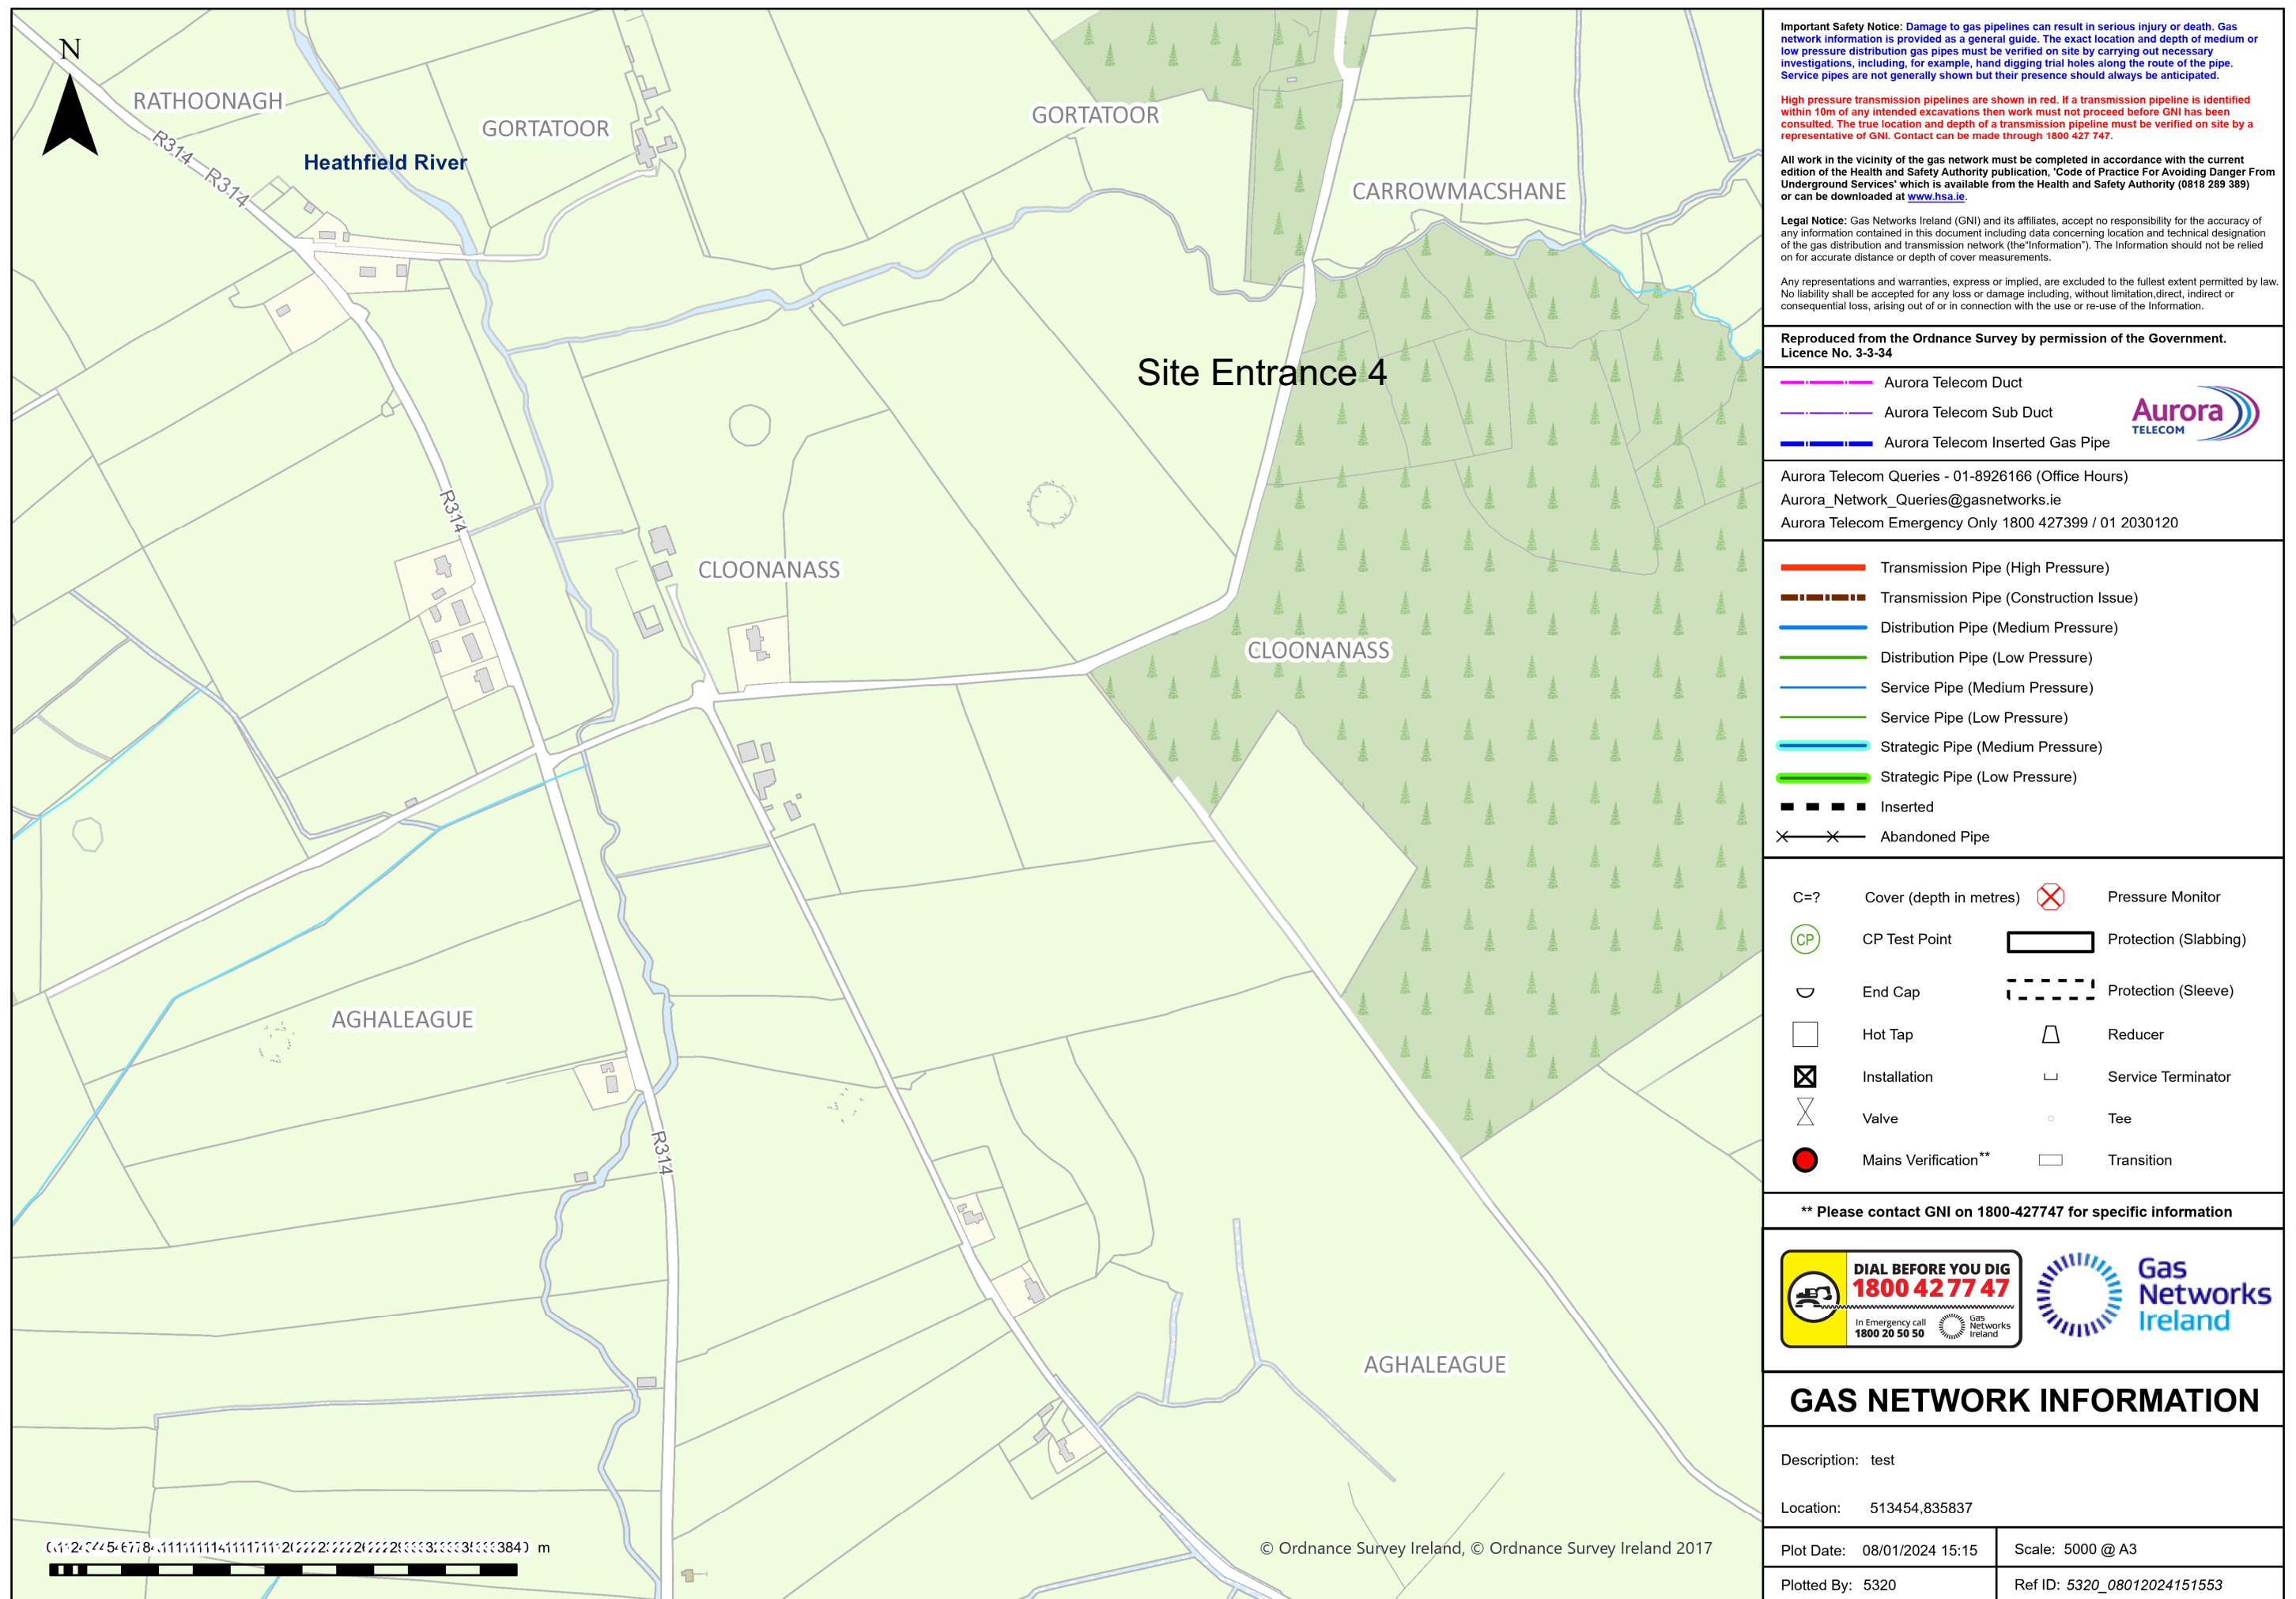 N
RATHOONAGH
GORTATOOR
GORTATOOR
Heathfield River
R314
R314
CARROWMACSHANE
Site Entrance 4
R314
CLOONANASS
CLOONANASS
AGHALEAGUE
R314
AGHALEAGUE
m
© Ordnance Survey Ireland, © Ordnance Survey Ireland 2017
Important Safety Notice: Damage to gas pipelines can result in serious injury or death. Gas
network information is provided as a general guide. The exact location and depth of medium or
low pressure distribution gas pipes must be verified on site by carrying out necessary
investigations, including, for example, hand digging trial holes along the route of the pipe.
Service pipes are not generally shown but their presence should always be anticipated.
High pressure transmission pipelines are shown in red. If a transmission pipeline is identified
within 10m of any intended excavations then work must not proceed before GNI has been
consulted. The true location and depth of a transmission pipeline must be verified on site by a
representative of GNI. Contact can be made through 1800 427 747.
All work in the vicinity of the gas network must be completed in accordance with the current
edition of the Health and Safety Authority publication, 'Code of Practice For Avoiding Danger From
Underground Services' which is available from the Health and Safety Authority (0818 289 389)
or can be downloaded at www.hsa.ie.
Legal Notice: Gas Networks Ireland (GNI) and its affiliates, accept no responsibility for the accuracy of
any information contained in this document including data concerning location and technical designation
of the gas distribution and transmission network (the“Information”). The Information should not be relied
on for accurate distance or depth of cover measurements.
Any representations and warranties, express or implied, are excluded to the fullest extent permitted by law.
No liability shall be accepted for any loss or damage including, without limitation,direct, indirect or
consequential loss, arising out of or in connection with the use or re-use of the Information.
Reproduced from the Ordnance Survey by permission of the Government.
Licence No. 3-3-34
Aurora Telecom Duct
Aurora Telecom Sub Duct
Aurora Telecom Inserted Gas Pipe
Aurora
TELECOM
Aurora Telecom Queries - 01-8926166 (Office Hours)
Aurora_Network_Queries@gasnetworks.ie
Aurora Telecom Emergency Only 1800 427399 / 01 2030120
Transmission Pipe (High Pressure)
Transmission Pipe (Construction Issue)
Distribution Pipe (Medium Pressure)
Distribution Pipe (Low Pressure)
Service Pipe (Medium Pressure)
Service Pipe (Low Pressure)
Strategic Pipe (Medium Pressure)
Strategic Pipe (Low Pressure)
Inserted
Abandoned Pipe
C=? Cover (depth in metres) Pressure Monitor
CP CP Test Point Protection (Slabbing)
End Cap Protection (Sleeve)
Hot Tap Reducer
Installation Service Terminator
Valve Tee
Mains Verification** Transition
** Please contact GNI on 1800-427747 for specific information
DIAL BEFORE YOU DIG
1800 42 77 47
In Emergency call
1800 20 50 50
Gas
Networks
Ireland
Gas
Networks
Ireland
GAS NETWORK INFORMATION
Description: test
Location: 513454,835837
Plot Date: 08/01/2024 15:15 Scale: 5000 @ A3
Plotted By: 5320 Ref ID: 5320_08012024151553